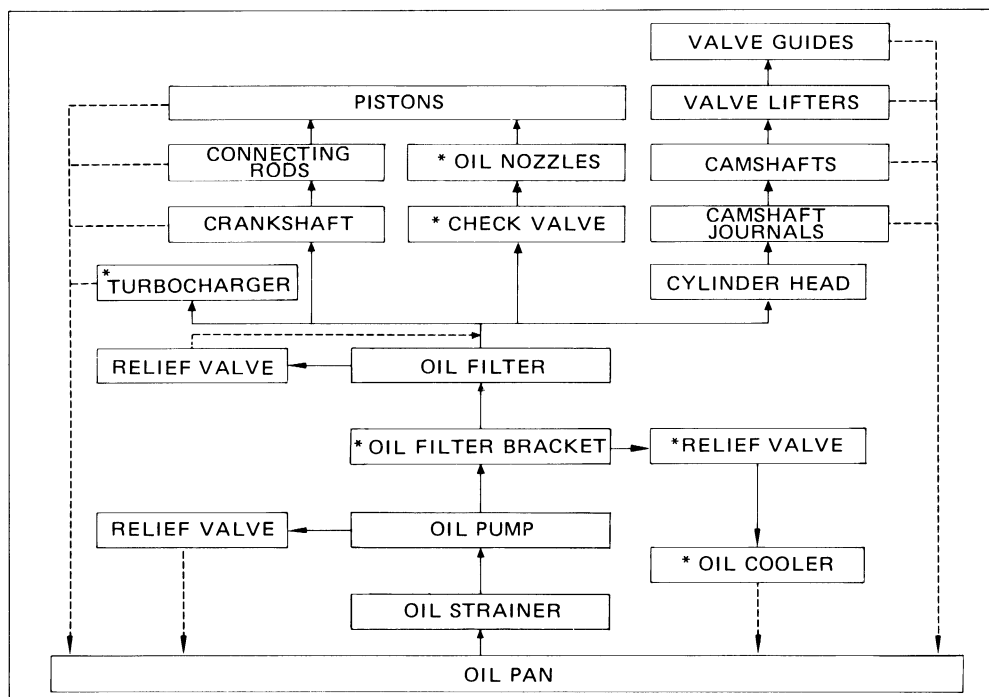 VALVE GUIDES
PISTONS
VALVE LIFTERS
CONNECTING
RODS
* OIL NOZZLES
CAMSHAFTS
CRANKSHAFT
* CHECK VALVE
CAMSHAFT
JOURNALS
* TURBOCHARGER
CYLINDER HEAD
RELIEF VALVE
OIL FILTER
* OIL FILTER BRACKET
*RELIEF VALVE
RELIEF VALVE
OIL PUMP
* OIL COOLER
OIL STRAINER
OIL PAN